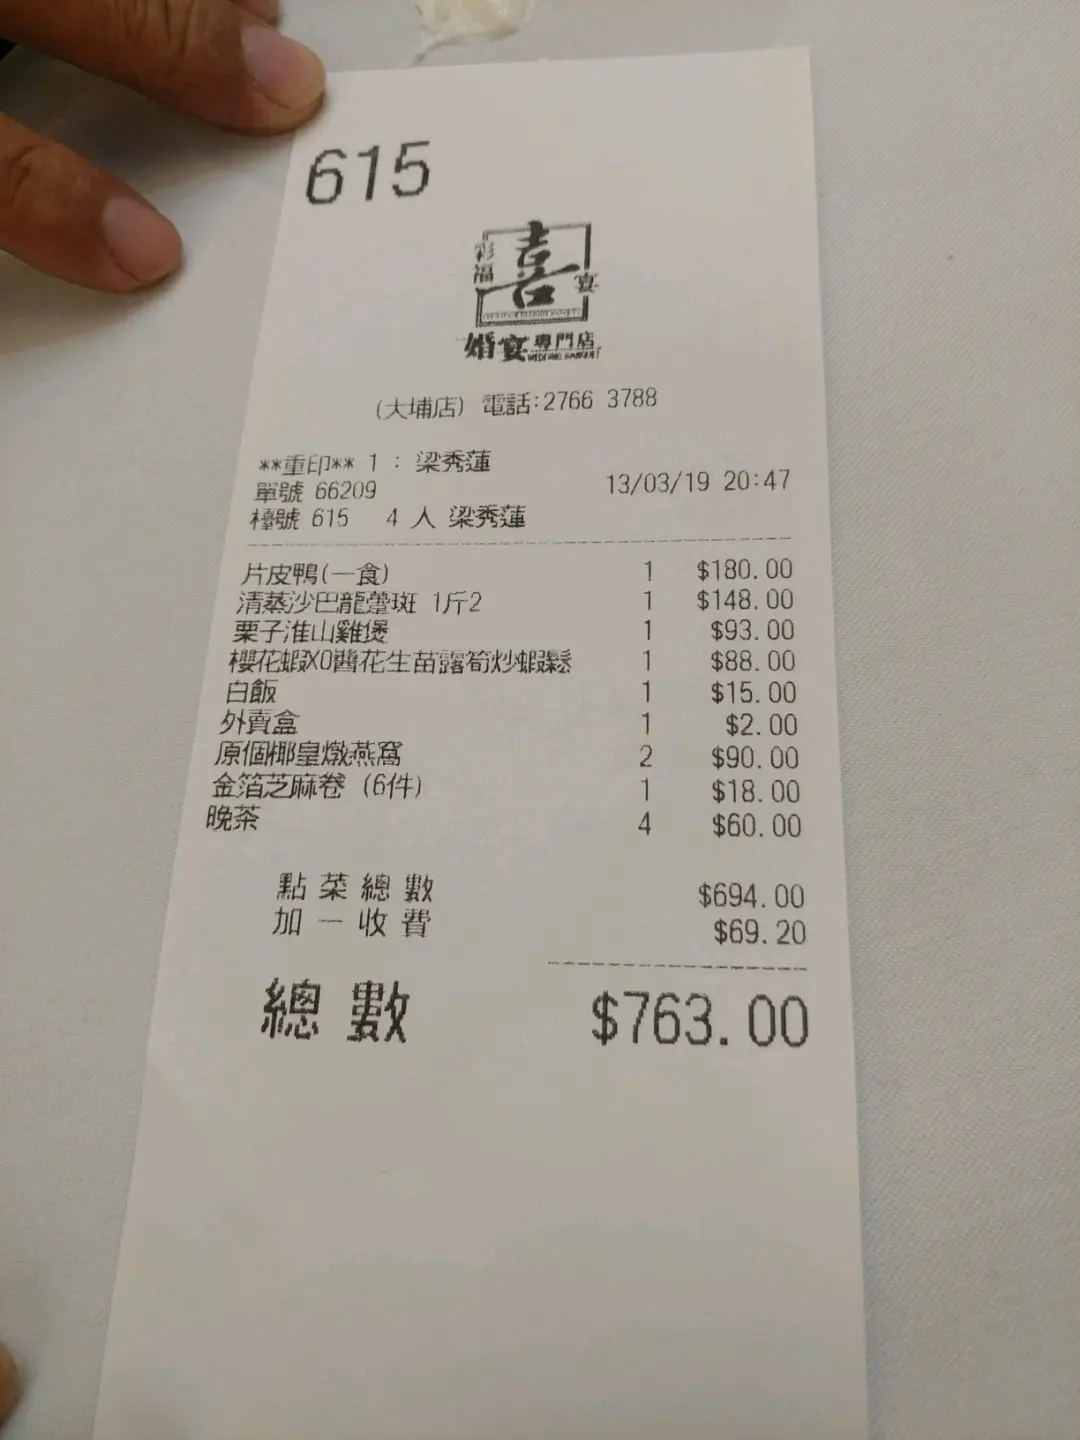 615
彩福 喜 宴
婚宴專門店
WEDDING BANQUET
(大埔店) 電話:2766 3788
**重印** 1 : 梁秀蓮
單號 66209 13/03/19 20:47
檯號 615 4 人 梁秀蓮
片皮鴨(一食) 1 $180.00
清蒸沙巴龍躉斑 1斤2 1 $148.00
栗子淮山雞煲 1 $93.00
櫻花蝦XO醬花生苗露筍炒蝦鬆 1 $88.00
白飯 1 $15.00
外賣盒 1 $2.00
原個椰皇燉燕窩 2 $90.00
金箔芝麻卷 (6件) 1 $18.00
晚茶 4 $60.00
點菜總數 $694.00
加一收費 $69.20
總數 $763.00